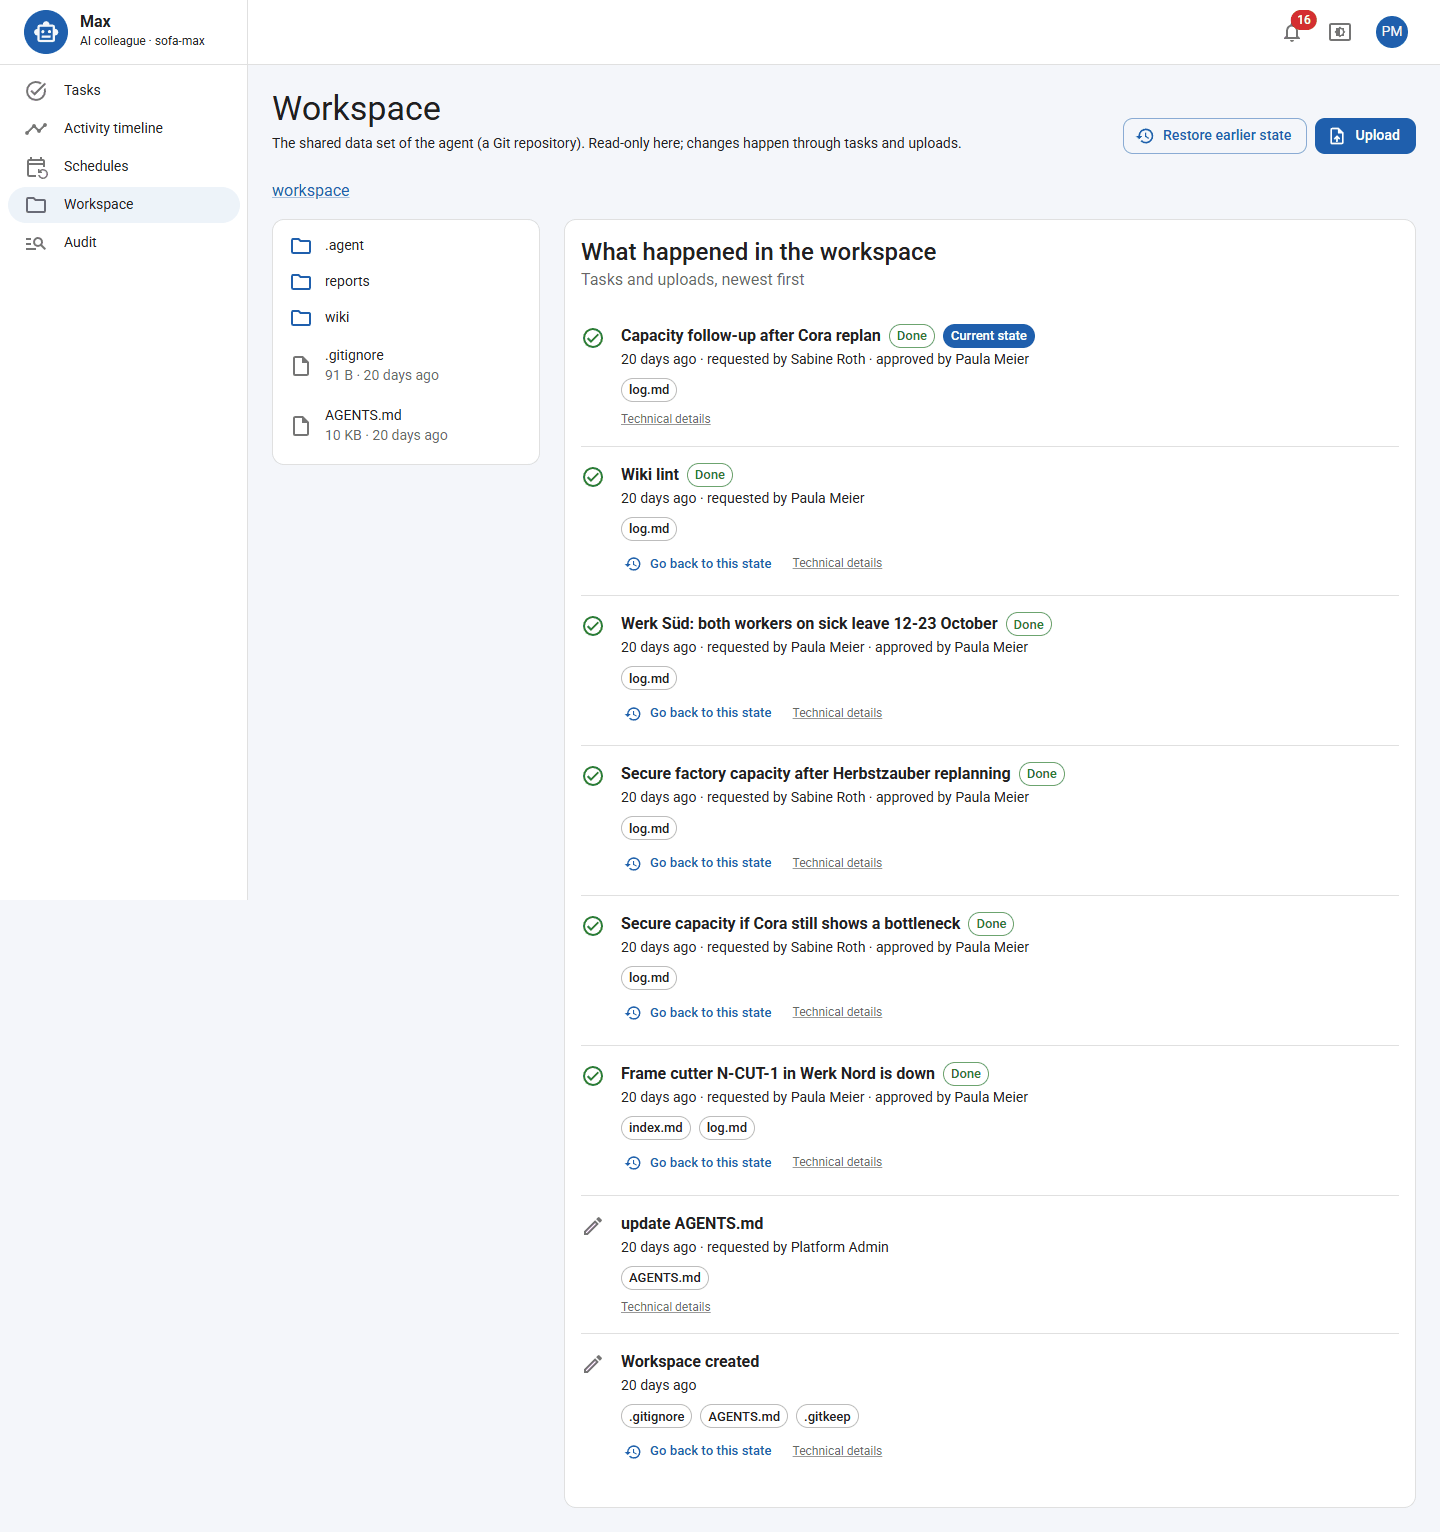 Max
AI colleague · sofa-max
16
PM
Tasks
Activity timeline
Schedules
Workspace
Audit
Workspace
The shared data set of the agent (a Git repository). Read-only here; changes happen through tasks and uploads.
Restore earlier state
Upload
workspace
.agent
reports
wiki
.gitignore
91 B · 20 days ago
AGENTS.md
10 KB · 20 days ago
What happened in the workspace
Tasks and uploads, newest first
Capacity follow-up after Cora replan Done Current state
20 days ago · requested by Sabine Roth · approved by Paula Meier
log.md
Technical details
Wiki lint Done
20 days ago · requested by Paula Meier
log.md
Go back to this state Technical details
Werk Süd: both workers on sick leave 12-23 October Done
20 days ago · requested by Paula Meier · approved by Paula Meier
log.md
Go back to this state Technical details
Secure factory capacity after Herbstzauber replanning Done
20 days ago · requested by Sabine Roth · approved by Paula Meier
log.md
Go back to this state Technical details
Secure capacity if Cora still shows a bottleneck Done
20 days ago · requested by Sabine Roth · approved by Paula Meier
log.md
Go back to this state Technical details
Frame cutter N-CUT-1 in Werk Nord is down Done
20 days ago · requested by Paula Meier · approved by Paula Meier
index.md log.md
Go back to this state Technical details
update AGENTS.md
20 days ago · requested by Platform Admin
AGENTS.md
Technical details
Workspace created
20 days ago
.gitignore AGENTS.md .gitkeep
Go back to this state Technical details